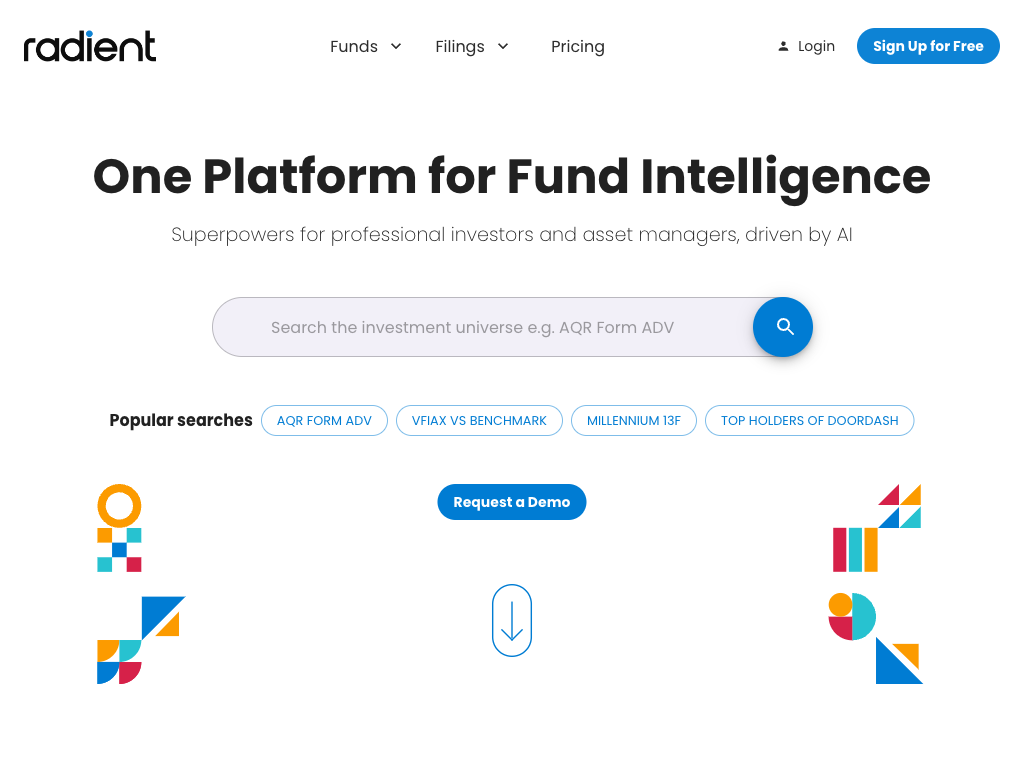 radient
Funds
Filings
Pricing
Login
Sign Up for Free
One Platform for Fund Intelligence
Superpowers for professional investors and asset managers, driven by AI
Search the investment universe e.g. AQR Form ADV
Popular searches
AQR FORM ADV
VFIAX VS BENCHMARK
MILLENNIUM 13F
TOP HOLDERS OF DOORDASH
Request a Demo